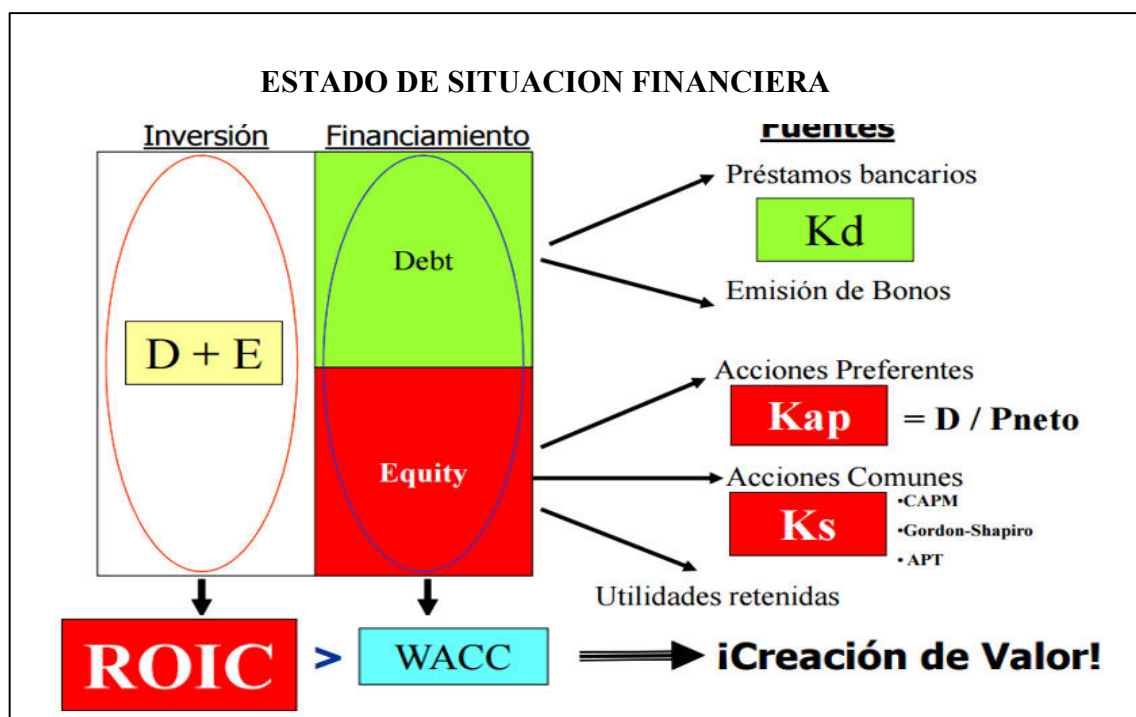 ESTADO DE SITUACION FINANCIERA
Inversión
Financiamiento
Fuentes
Préstamos bancarios
Kd
Debt
Emisión de Bonos
D + E
Acciones Preferentes
Kap = D / Pneto
Equity
Acciones Comunes
Ks
•CAPM
•Gordon-Shapiro
• APT
Utilidades retenidas
ROIC > WACC
¡Creación de Valor!